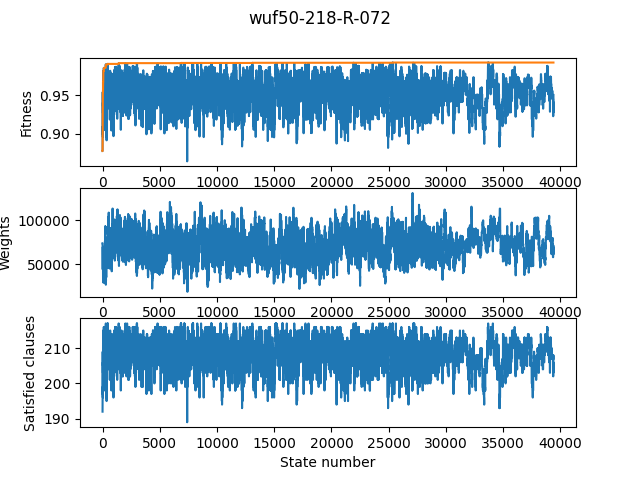 wuf50-218-R-072
Fitness
0.95
0.90
0 5000 10000 15000 20000 25000 30000 35000 40000
Weights
100000
50000
0 5000 10000 15000 20000 25000 30000 35000 40000
Satisfied clauses
210
200
190
0 5000 10000 15000 20000 25000 30000 35000 40000
State number